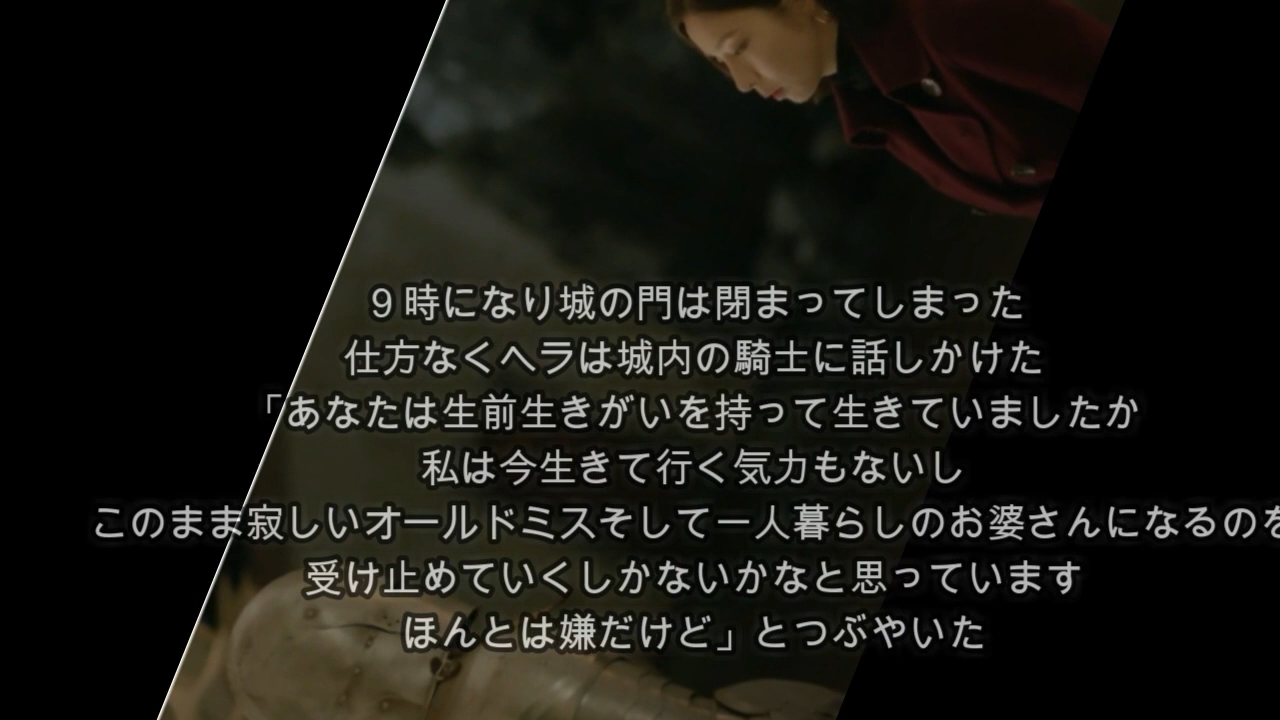 ９時になり城の門は閉まってしまった
仕方なくヘラは城内の騎士に話しかけた
「あなたは生前生きがいを持って生きていましたか
私は今生きて行く気力もないし
このまま寂しいオールドミスそして一人暮らしのお婆さんになるのを
受け止めていくしかないかなと思っています
ほんとは嫌だけど」とつぶやいた